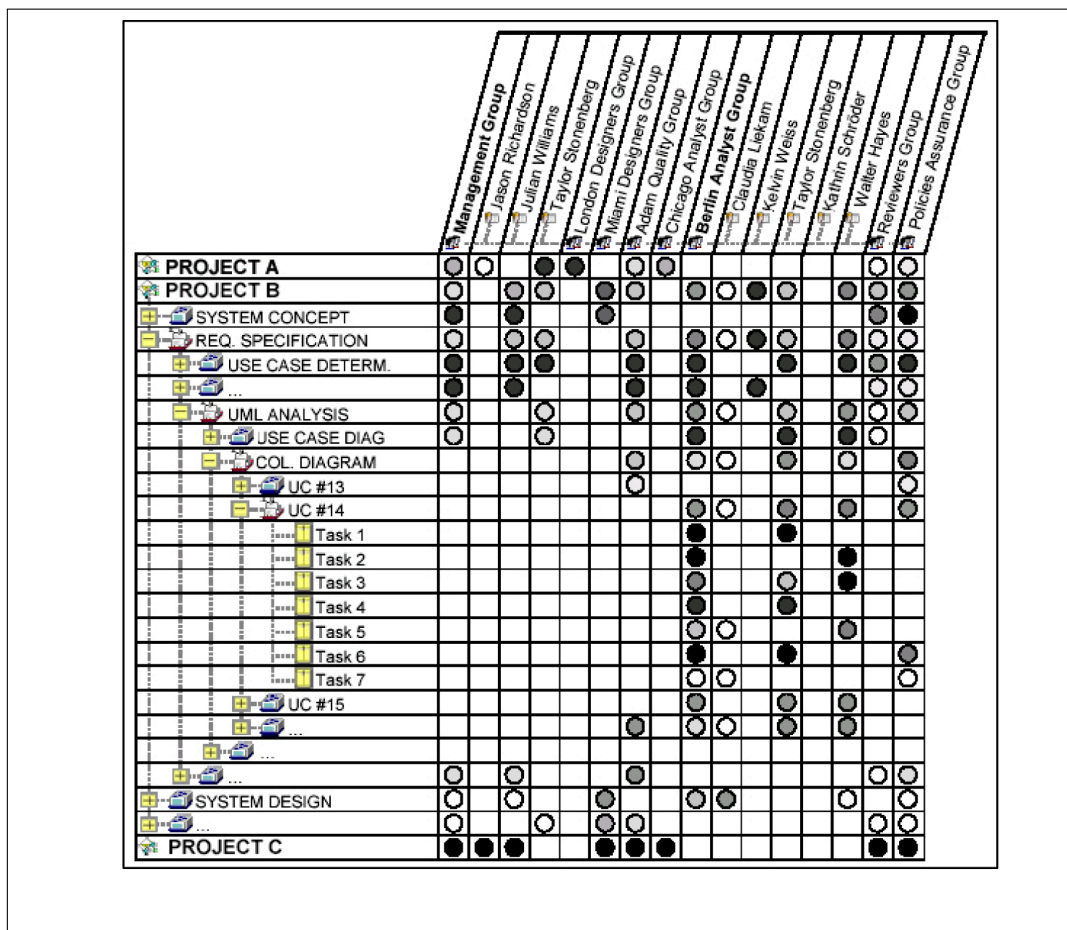 Management Group
Jason Richardson
Julian Williams
Taylor Stonenberg
London Designers Group
Miami Designers Group
Adam Quality Group
Chicago Analyst Group
Berlin Analyst Group
Claudia Liekam
Kelvin Weiss
Taylor Stonenberg
Kathrin Schröder
Walter Hayes
Reviewers Group
Policies Assurance Group
PROJECT A
PROJECT B
SYSTEM CONCEPT
REQ. SPECIFICATION
USE CASE DETERM.
...
UML ANALYSIS
USE CASE DIAG
COL. DIAGRAM
UC #13
UC #14
Task 1
Task 2
Task 3
Task 4
Task 5
Task 6
Task 7
UC #15
...
...
...
SYSTEM DESIGN
...
PROJECT C